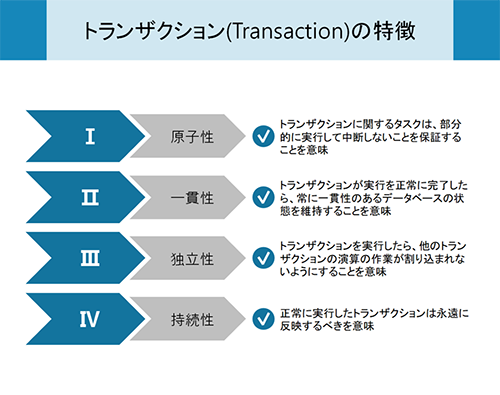 トランザクション(Transaction)の特徴
I
原子性
トランザクションに関するタスクは、部分
的に実行して中断しないことを保証する
ことを意味
II
一貫性
トランザクションが実行を正常に完了した
ら、常に一貫性のあるデータベースの状
態を維持することを意味
III
独立性
トランザクションを実行したら、他のトラン
ザクションの演算の作業が割り込まれな
いようにすることを意味
IV
持続性
正常に実行したトランザクションは永遠に
反映するべきを意味